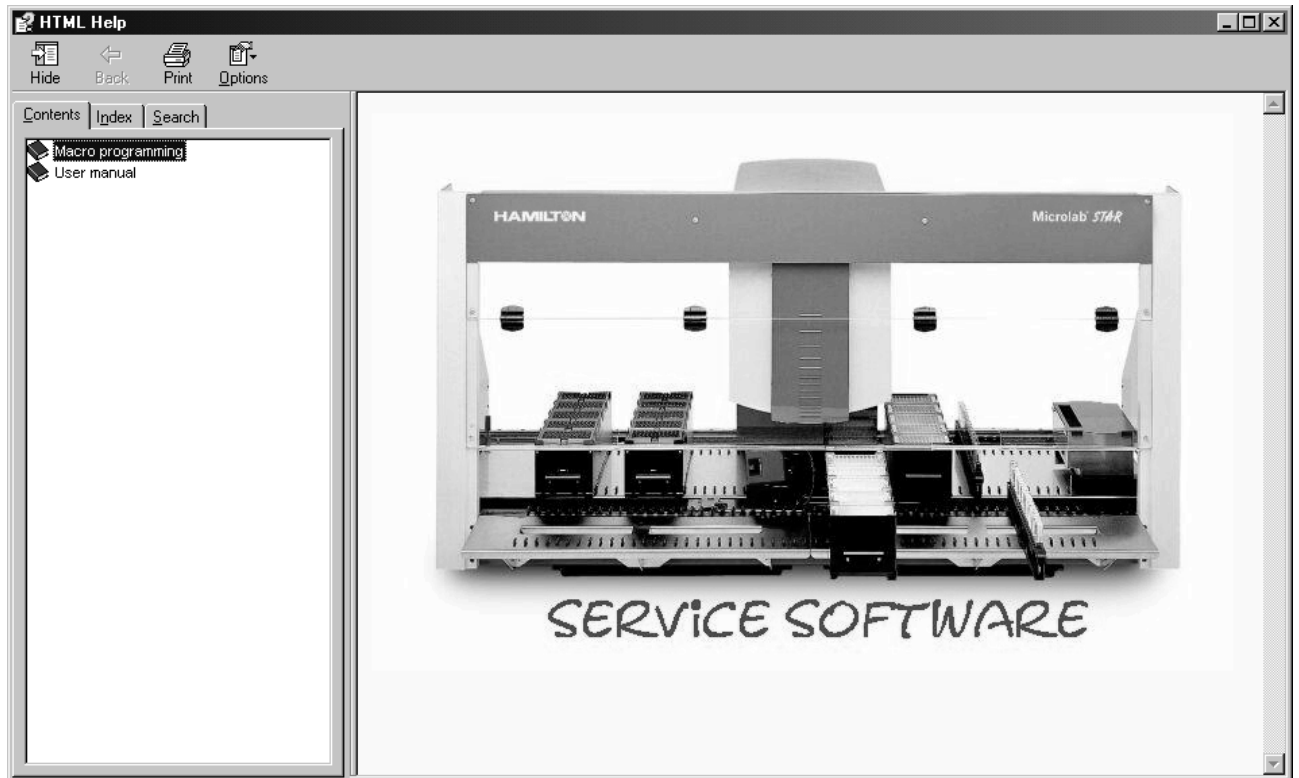 HTML Help
Hide Back Print Options
Contents Index Search
Macro programming
User manual
HAMILTON Microlab STAR
SERVICE SOFTWARE